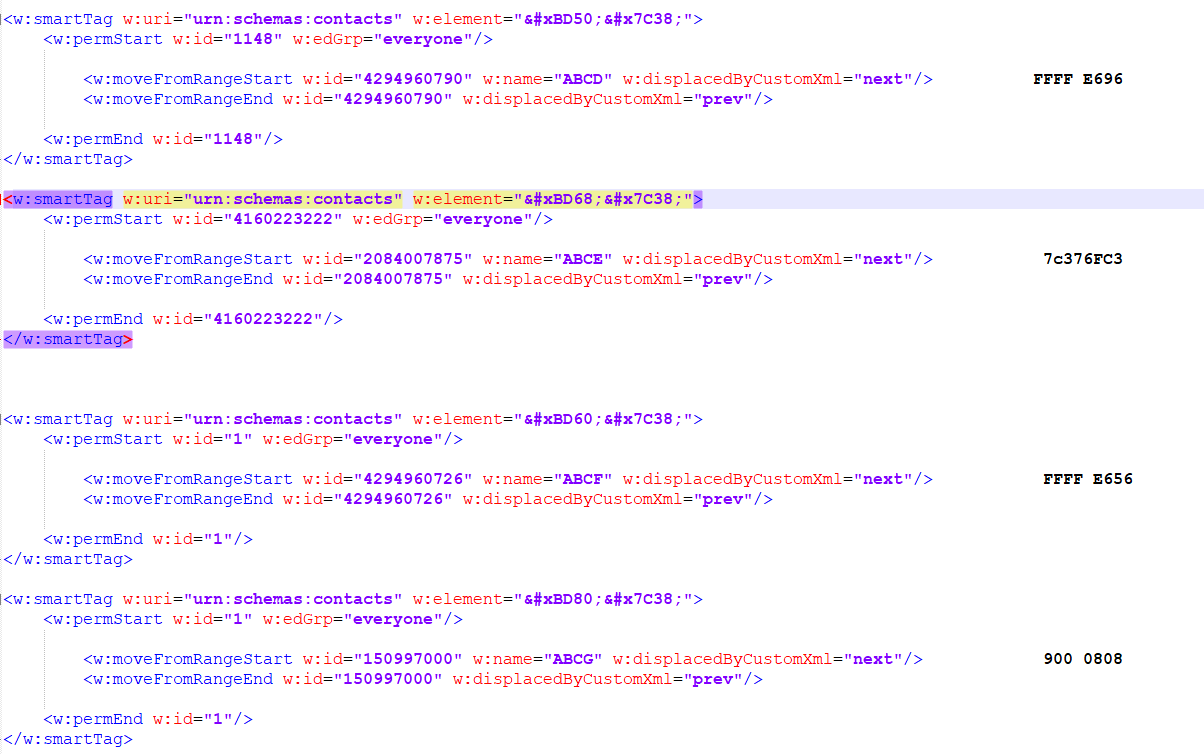 <w:smartTag w:uri="urn:schemas:contacts" w:element="&#xBD50;&#x7C38;">
<w:permStart w:id="1148" w:edGrp="everyone"/>
<w:moveFromRangeStart w:id="4294960790" w:name="ABCD" w:displacedByCustomXml="next"/> FFFF E696
<w:moveFromRangeEnd w:id="4294960790" w:displacedByCustomXml="prev"/>
<w:permEnd w:id="1148"/>
</w:smartTag>
<w:smartTag w:uri="urn:schemas:contacts" w:element="&#xBD68;&#x7C38;">
<w:permStart w:id="4160223222" w:edGrp="everyone"/>
<w:moveFromRangeStart w:id="2084007875" w:name="ABCE" w:displacedByCustomXml="next"/> 7c376FC3
<w:moveFromRangeEnd w:id="2084007875" w:displacedByCustomXml="prev"/>
<w:permEnd w:id="4160223222"/>
</w:smartTag>
<w:smartTag w:uri="urn:schemas:contacts" w:element="&#xBD60;&#x7C38;">
<w:permStart w:id="1" w:edGrp="everyone"/>
<w:moveFromRangeStart w:id="4294960726" w:name="ABCF" w:displacedByCustomXml="next"/> FFFF E656
<w:moveFromRangeEnd w:id="4294960726" w:displacedByCustomXml="prev"/>
<w:permEnd w:id="1"/>
</w:smartTag>
<w:smartTag w:uri="urn:schemas:contacts" w:element="&#xBD80;&#x7C38;">
<w:permStart w:id="1" w:edGrp="everyone"/>
<w:moveFromRangeStart w:id="150997000" w:name="ABCG" w:displacedByCustomXml="next"/> 900 0808
<w:moveFromRangeEnd w:id="150997000" w:displacedByCustomXml="prev"/>
<w:permEnd w:id="1"/>
</w:smartTag>